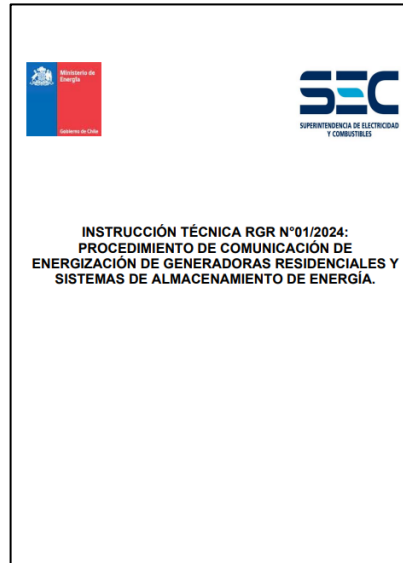 Ministerio de
Energía
Gobierno de Chile
SEC
SUPERINTENDENCIA DE ELECTRICIDAD
Y COMBUSTIBLES
INSTRUCCIÓN TÉCNICA RGR N°01/2024:
PROCEDIMIENTO DE COMUNICACIÓN DE
ENERGIZACIÓN DE GENERADORAS RESIDENCIALES Y
SISTEMAS DE ALMACENAMIENTO DE ENERGÍA.